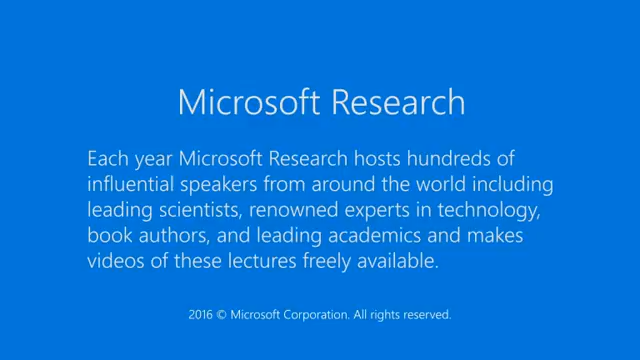 Microsoft Research
Each year Microsoft Research hosts hundreds of
influential speakers from around the world including
leading scientists, renowned experts in technology,
book authors, and leading academics and makes
videos of these lectures freely available.
2016 © Microsoft Corporation. All rights reserved.